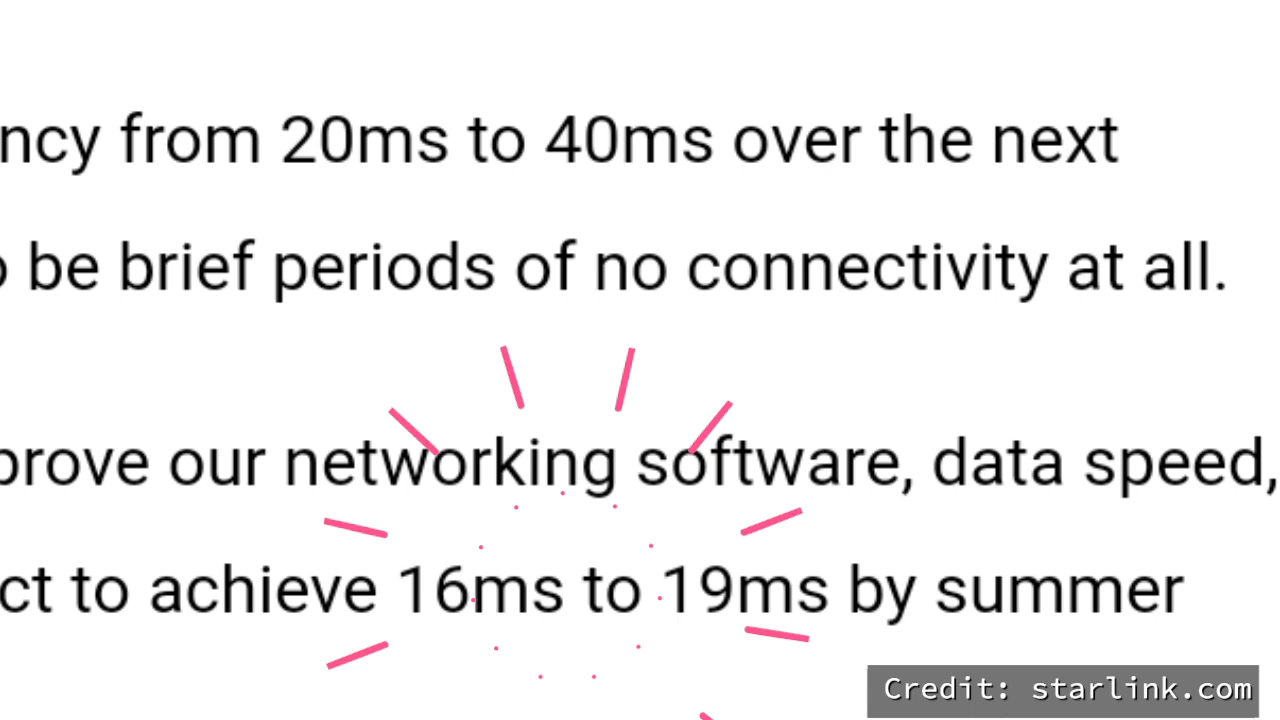 ncy from 20ms to 40ms over the next
be brief periods of no connectivity at all.
prove our networking software, data speed,
ct to achieve 16ms to 19ms by summer
Credit: starlink.com